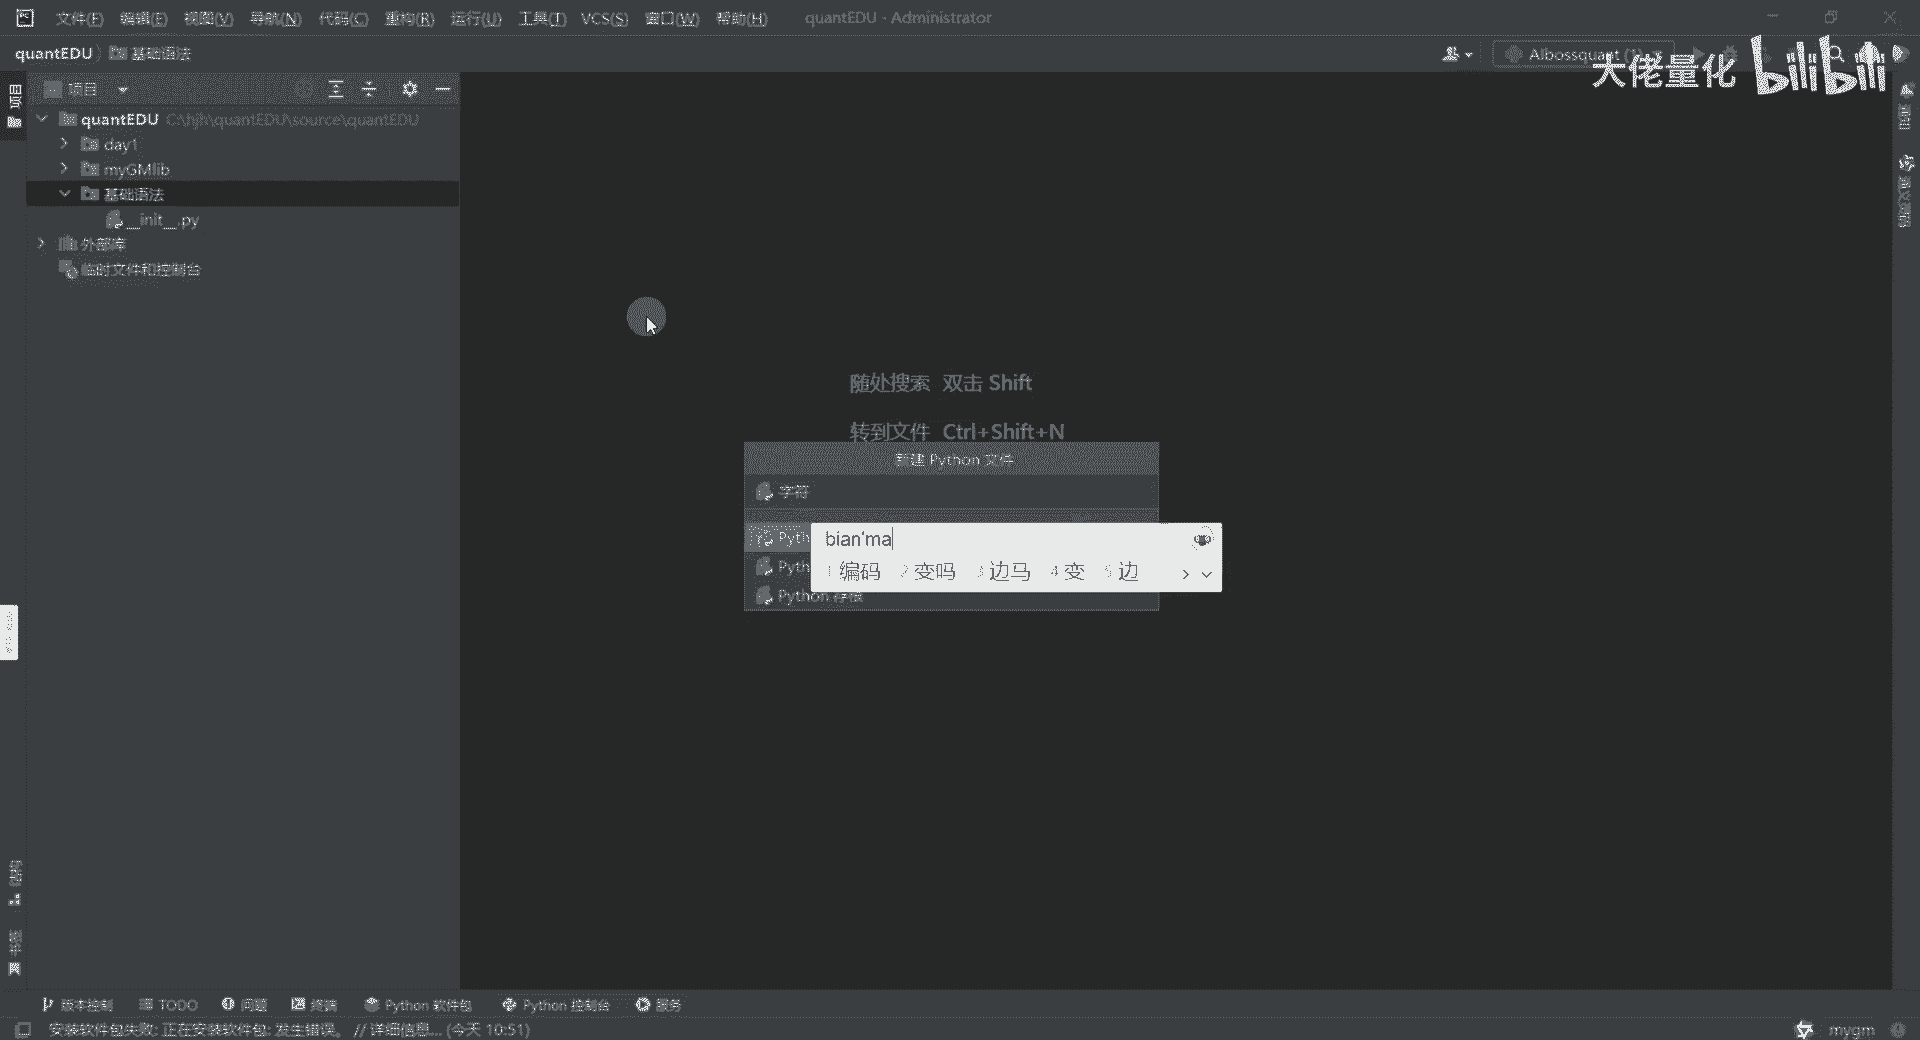 文件(F) 编辑(E) 视图(V) 导航(N) 代码(C) 重构(R) 运行(U) 工具(T) VCS(S) 窗口(W) 帮助(H) quantEDU - Administrator
quantEDU 基础语法
Albossquant (1)
大佬量化 bilibili
项目
项目
quantEDU C:\hjh\quantEDU\source\quantEDU
day1
myGMlib
基础语法
__init__.py
外部库
临时文件和控制台
随处搜索 双击 Shift
转到文件 Ctrl+Shift+N
新建 Python 文件
字符
Pyth
bian'ma
Pyth
1 编码 2 变吗 3 边马 4 变 5 边
Python
版本控制 TODO 问题 终端 Python 软件包 Python 控制台 服务
安装软件包失败: 正在安装软件包: 发生错误。 // 详细信息... (今天 10:51)
mygm